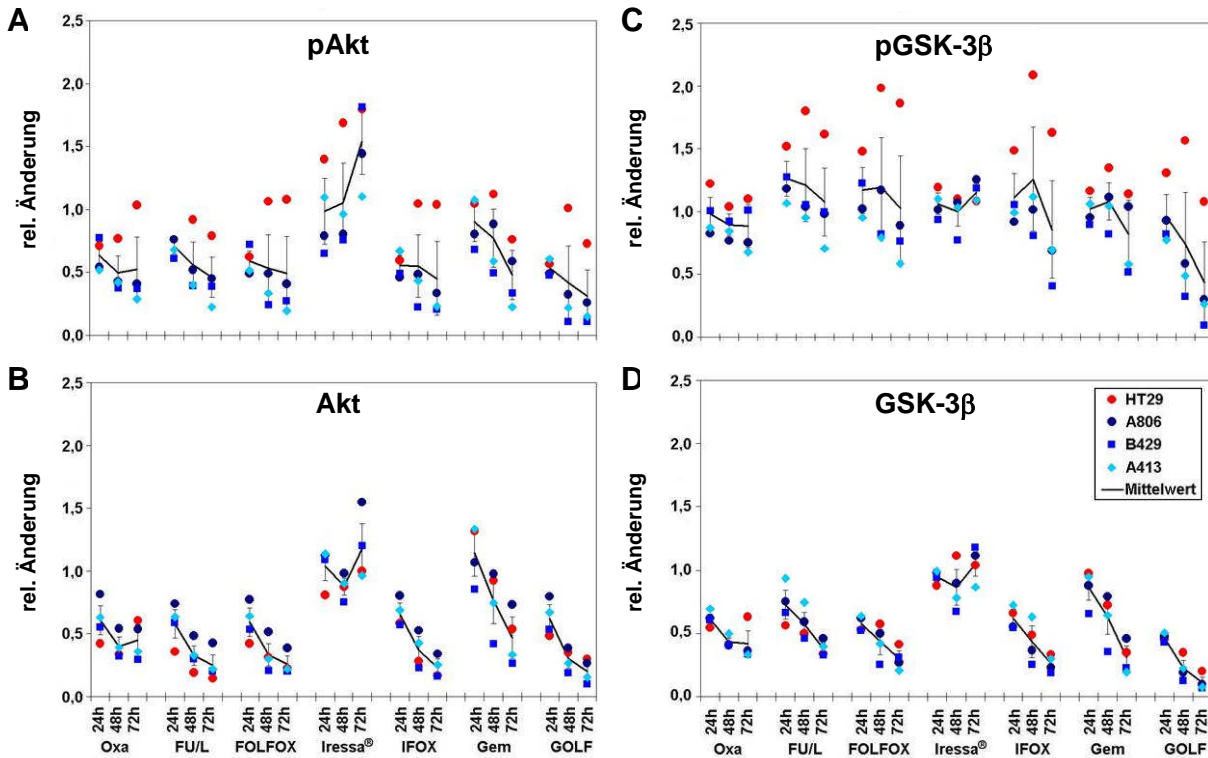 A
pAkt
rel. Änderung
2,5
2,0
1,5
1,0
0,5
0,0
C
pGSK-3β
rel. Änderung
2,5
2,0
1,5
1,0
0,5
0,0
B
Akt
rel. Änderung
2,5
2,0
1,5
1,0
0,5
0,0
24h 48h 72h 24h 48h 72h 24h 48h 72h 24h 48h 72h 24h 48h 72h 24h 48h 72h 24h 48h 72h
Oxa FU/L FOLFOX Iressa® IFOX Gem GOLF
D
GSK-3β
rel. Änderung
2,5
2,0
1,5
1,0
0,5
0,0
HT29
A806
B429
A413
Mittelwert
24h 48h 72h 24h 48h 72h 24h 48h 72h 24h 48h 72h 24h 48h 72h 24h 48h 72h 24h 48h 72h
Oxa FU/L FOLFOX Iressa® IFOX Gem GOLF